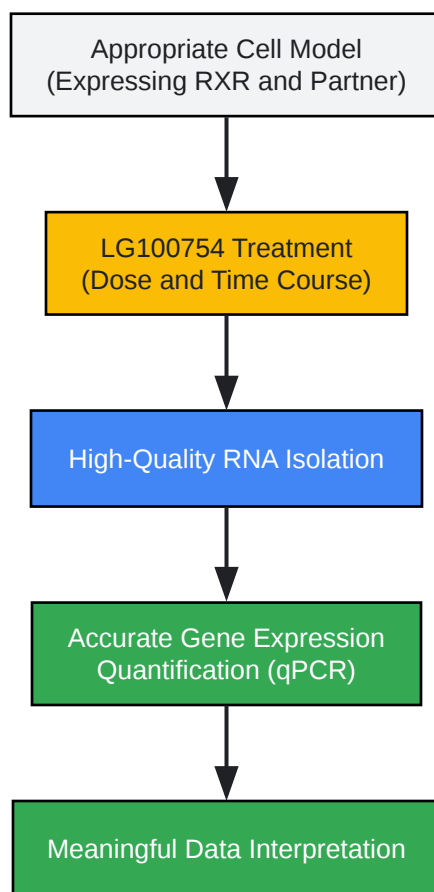 Appropriate Cell Model
(Expressing RXR and Partner)
LG100754 Treatment
(Dose and Time Course)
High-Quality RNA Isolation
Accurate Gene Expression
Quantification (qPCR)
Meaningful Data Interpretation